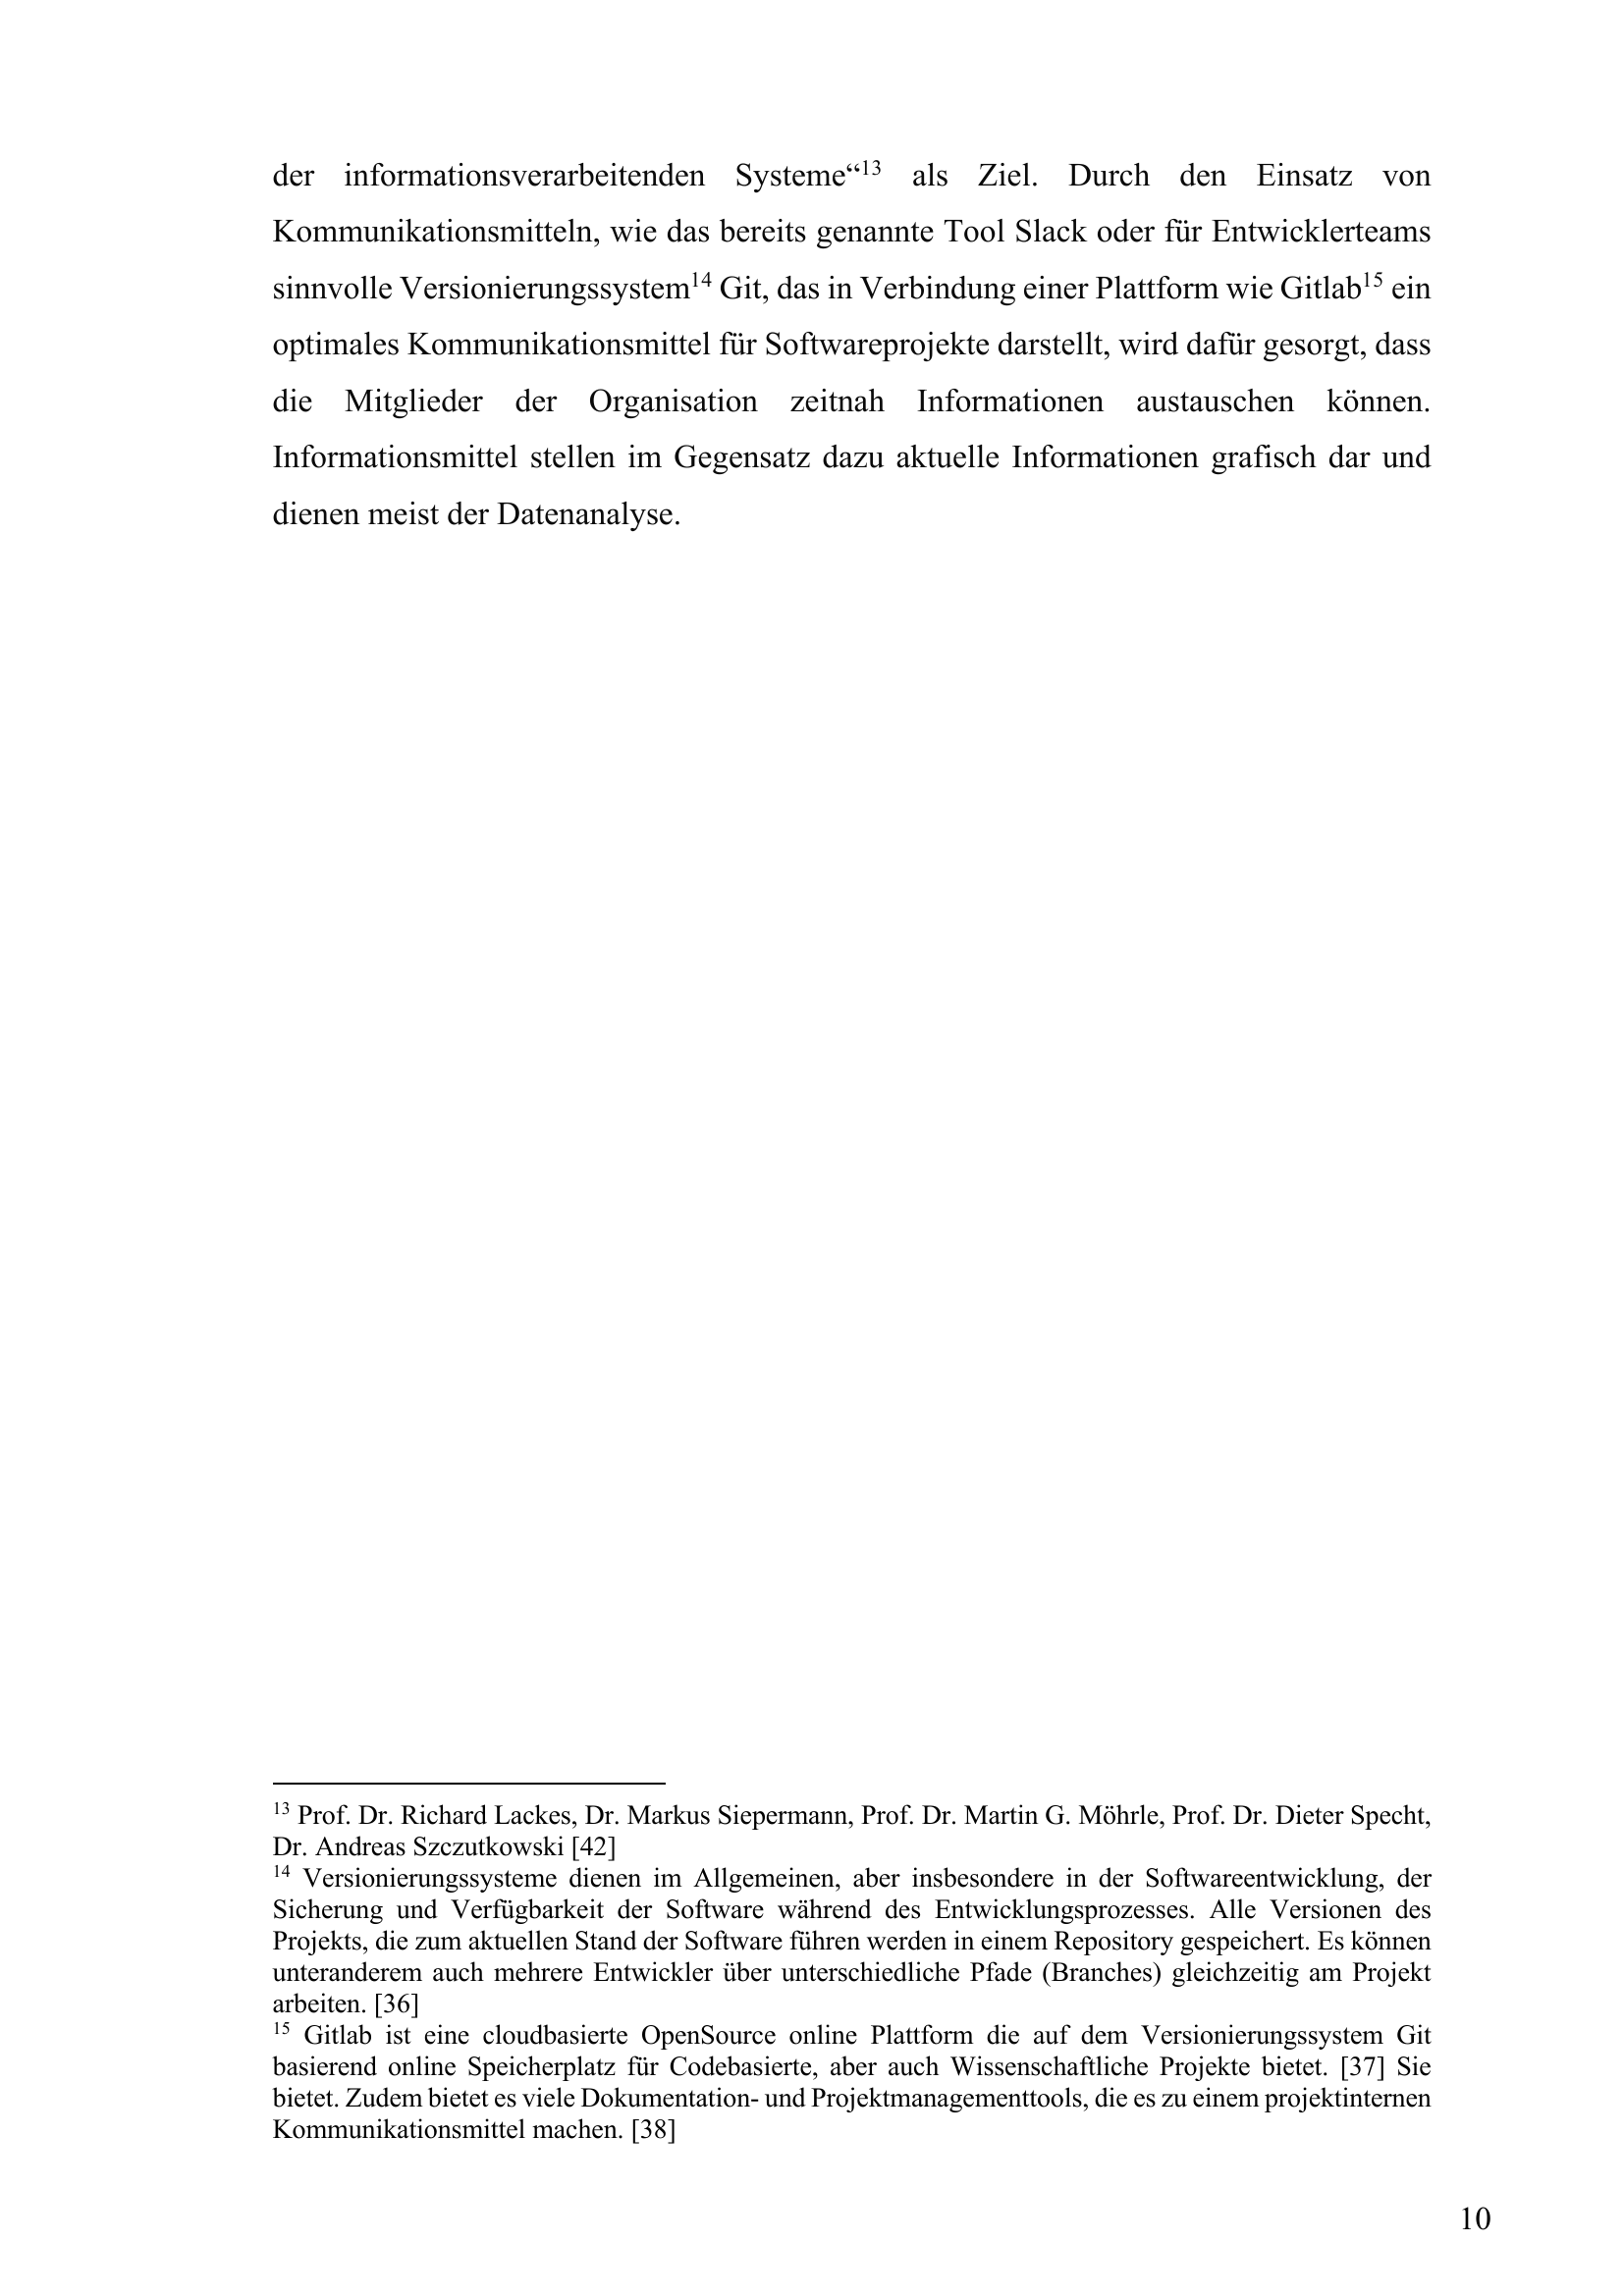 der informationsverarbeitenden Systeme“13 als Ziel. Durch den Einsatz von
Kommunikationsmitteln, wie das bereits genannte Tool Slack oder für Entwicklerteams
sinnvolle Versionierungssystem14 Git, das in Verbindung einer Plattform wie Gitlab15 ein
optimales Kommunikationsmittel für Softwareprojekte darstellt, wird dafür gesorgt, dass
die Mitglieder der Organisation zeitnah Informationen austauschen können.
Informationsmittel stellen im Gegensatz dazu aktuelle Informationen grafisch dar und
dienen meist der Datenanalyse.
13 Prof. Dr. Richard Lackes, Dr. Markus Siepermann, Prof. Dr. Martin G. Möhrle, Prof. Dr. Dieter Specht,
Dr. Andreas Szczutkowski [42]
14 Versionierungssysteme dienen im Allgemeinen, aber insbesondere in der Softwareentwicklung, der
Sicherung und Verfügbarkeit der Software während des Entwicklungsprozesses. Alle Versionen des
Projekts, die zum aktuellen Stand der Software führen werden in einem Repository gespeichert. Es können
unteranderem auch mehrere Entwickler über unterschiedliche Pfade (Branches) gleichzeitig am Projekt
arbeiten. [36]
15 Gitlab ist eine cloudbasierte OpenSource online Plattform die auf dem Versionierungssystem Git
basierend online Speicherplatz für Codebasierte, aber auch Wissenschaftliche Projekte bietet. [37] Sie
bietet. Zudem bietet es viele Dokumentation- und Projektmanagementtools, die es zu einem projektinternen
Kommunikationsmittel machen. [38]
10